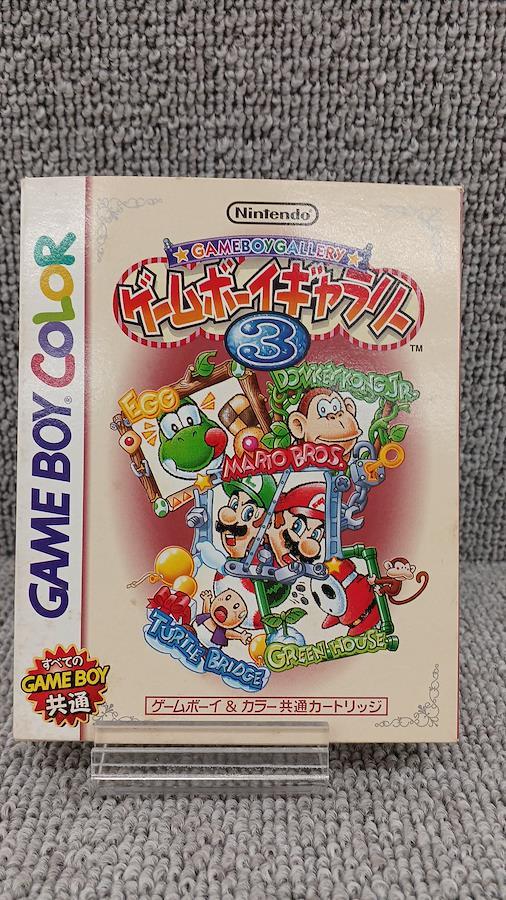 Nintendo®
GAMEBOYGALLERY
ゲームボーイギャラリー
3
TM
EGG
DONKEY KONG JR.
MARIO BROS.
TURTLE BRIDGE
GREEN HOUSE
ゲームボーイ & カラー 共通カートリッジ
GAME BOY® COLOR
すべての
GAME BOY
共通